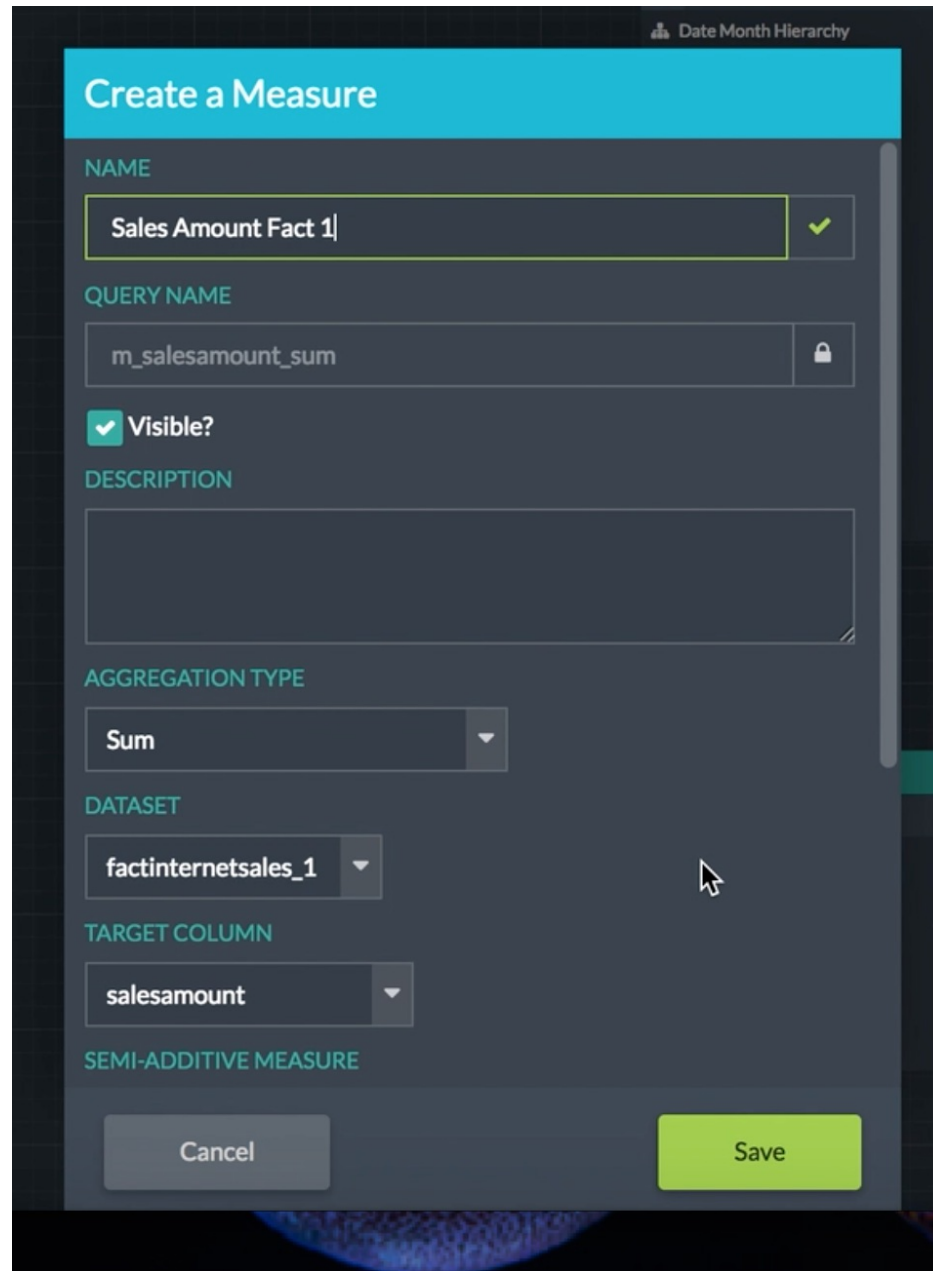 Date Month Hierarchy
Create a Measure
NAME
Sales Amount Fact 1
QUERY NAME
m_salesamount_sum
Visible?
DESCRIPTION
AGGREGATION TYPE
Sum
DATASET
factinternetsales_1
TARGET COLUMN
salesamount
SEMI-ADDITIVE MEASURE
Cancel
Save